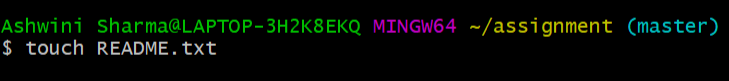 Ashwini Sharma@LAPTOP-3H2K8EKQ MINGW64 ~/assignment (master)
$ touch README.txt